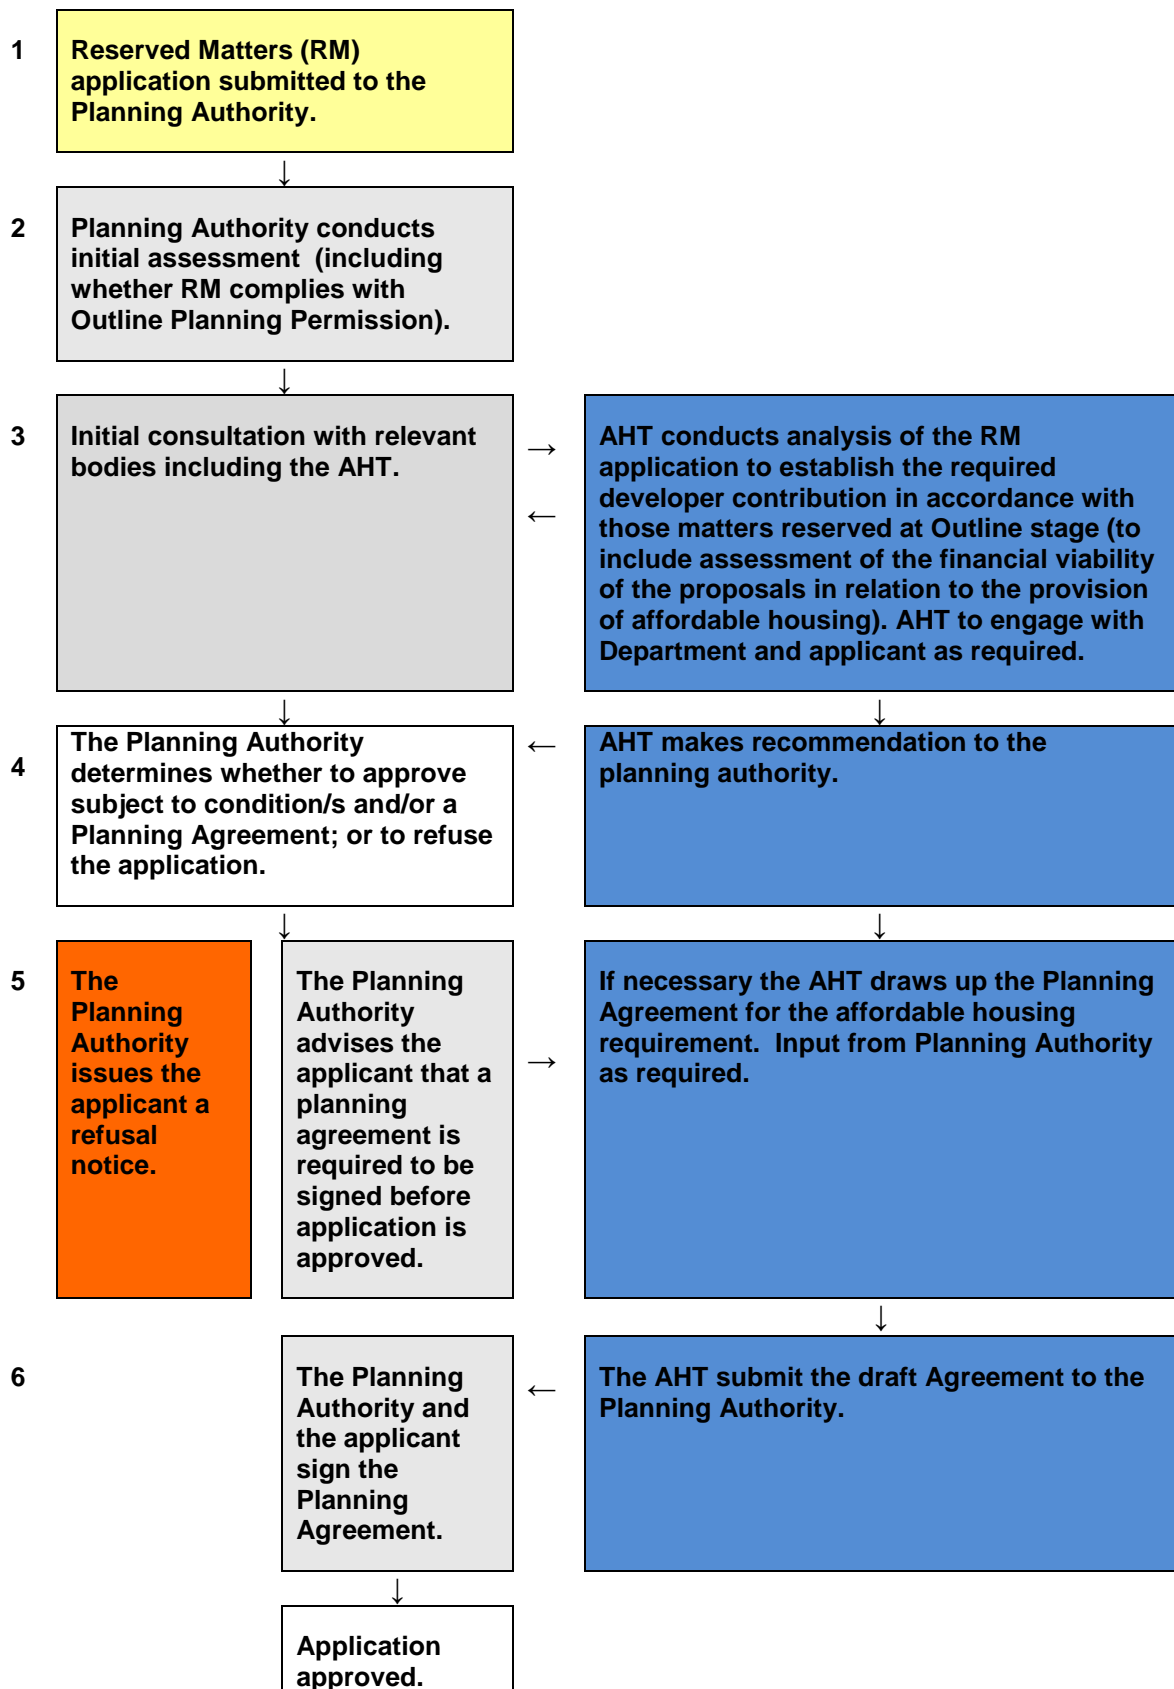 1
Reserved Matters (RM)
application submitted to the
Planning Authority.
↓
2
Planning Authority conducts
initial assessment (including
whether RM complies with
Outline Planning Permission).
↓
3
Initial consultation with relevant
bodies including the AHT.
→
←
AHT conducts analysis of the RM
application to establish the required
developer contribution in accordance with
those matters reserved at Outline stage (to
include assessment of the financial viability
of the proposals in relation to the provision
of affordable housing). AHT to engage with
Department and applicant as required.
↓
↓
4
The Planning Authority
determines whether to approve
subject to condition/s and/or a
Planning Agreement; or to refuse
the application.
←
AHT makes recommendation to the
planning authority.
↓
↓
5
The
Planning
Authority
issues the
applicant a
refusal
notice.
The Planning
Authority
advises the
applicant that a
planning
agreement is
required to be
signed before
application is
approved.
→
If necessary the AHT draws up the Planning
Agreement for the affordable housing
requirement. Input from Planning Authority
as required.
↓
6
The Planning
Authority and
the applicant
sign the
Planning
Agreement.
←
The AHT submit the draft Agreement to the
Planning Authority.
↓
Application
approved.